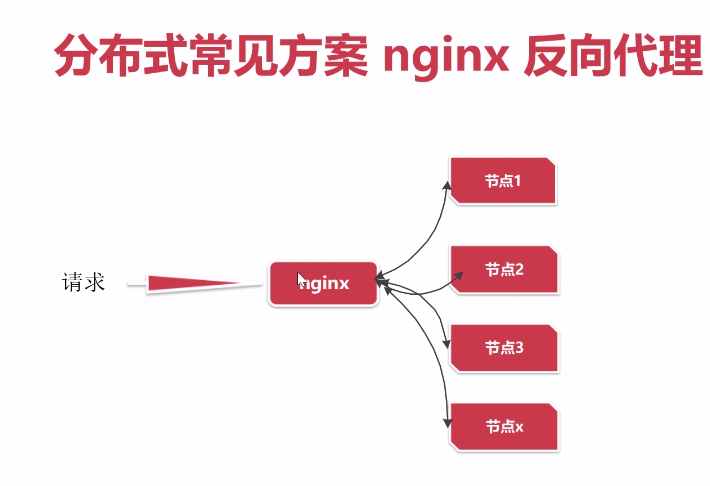 分布式常见方案 nginx 反向代理
节点1
节点2
请求
nginx
节点3
节点x